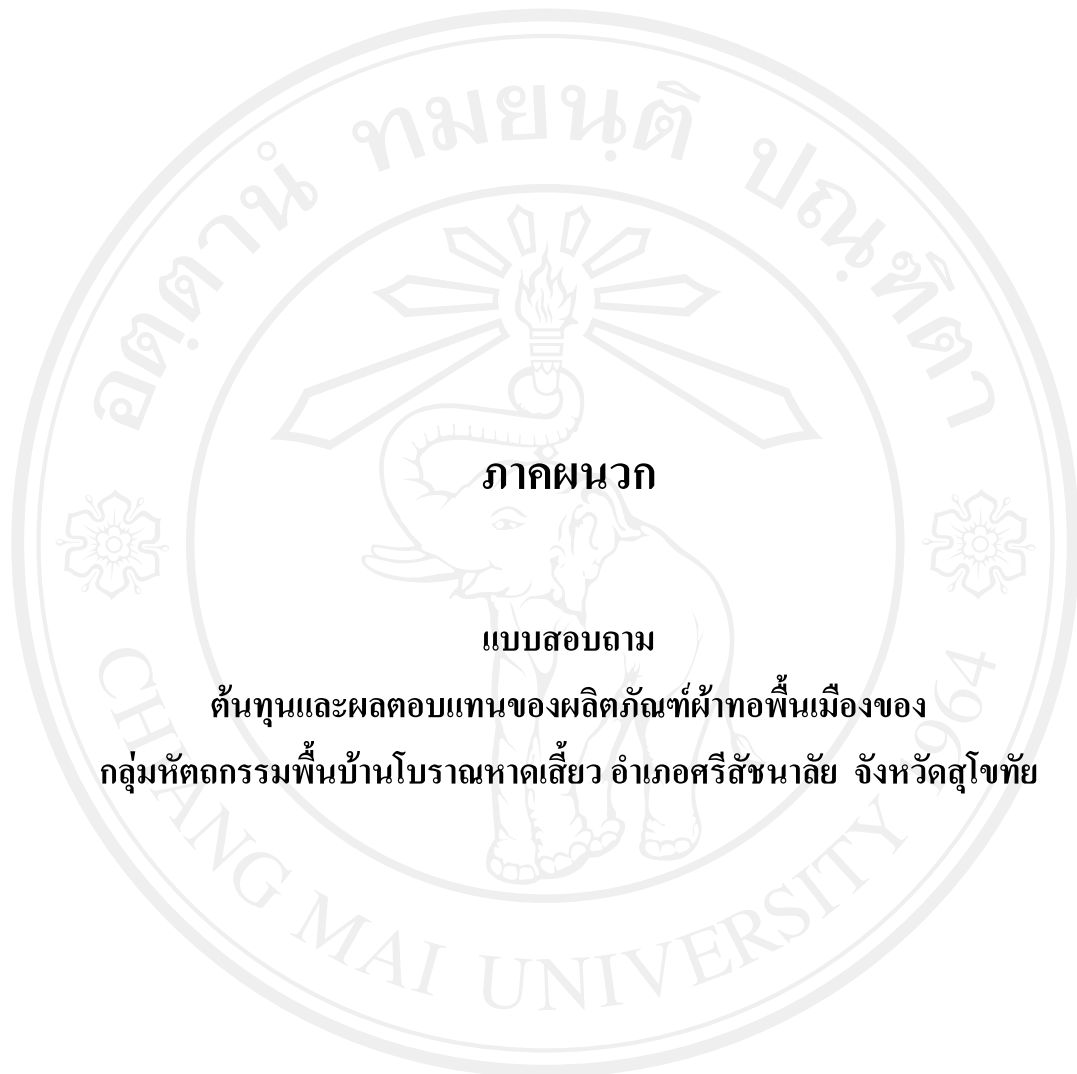 อตฺตานํ ทมยนฺติ ปณฺฑิตา
ภาคผนวก
แบบสอบถาม
ต้นทุนและผลตอบแทนของผลิตภัณฑ์ผ้าทอพื้นเมืองของ
กลุ่มหัตถกรรมพื้นบ้านโบราณหาดเสี้ยว อำเภอศรีสัชนาลัย จังหวัดสุโขทัย
CHIANG MAI UNIVERSITY 1964